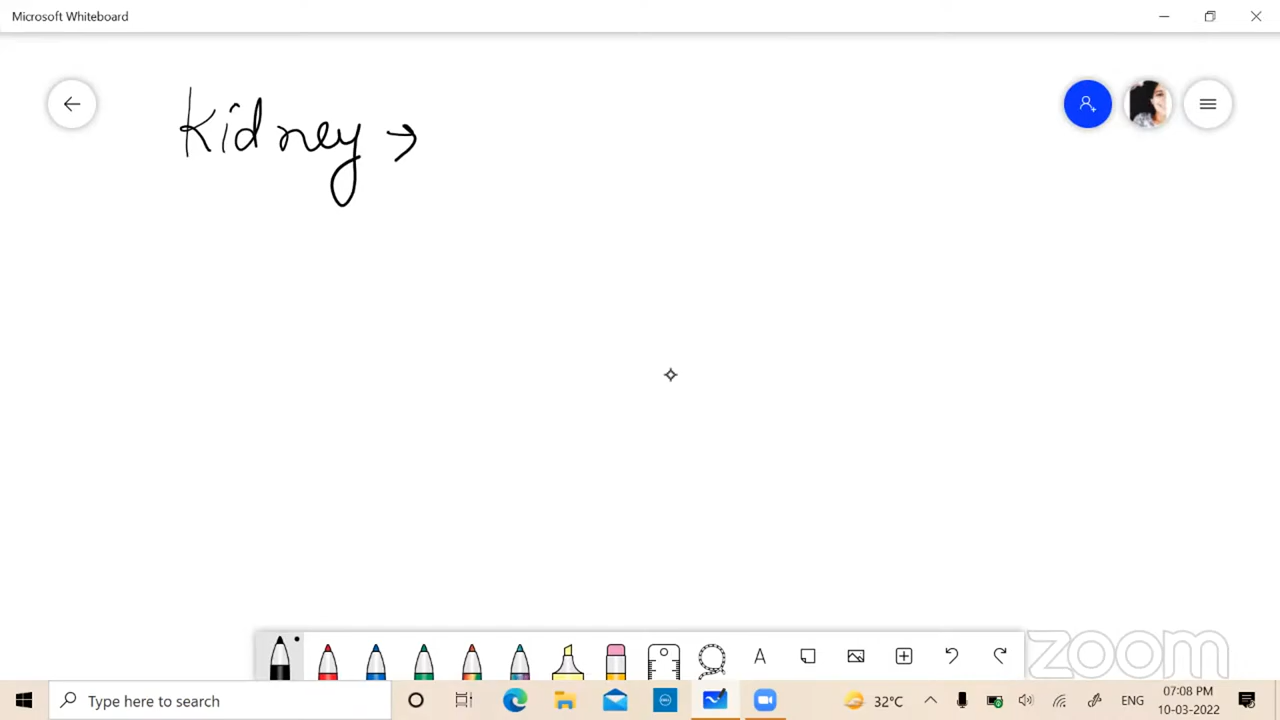 Microsoft Whiteboard
Kidney →
zoom
Type here to search
32°C
ENG
07:08 PM
10-03-2022